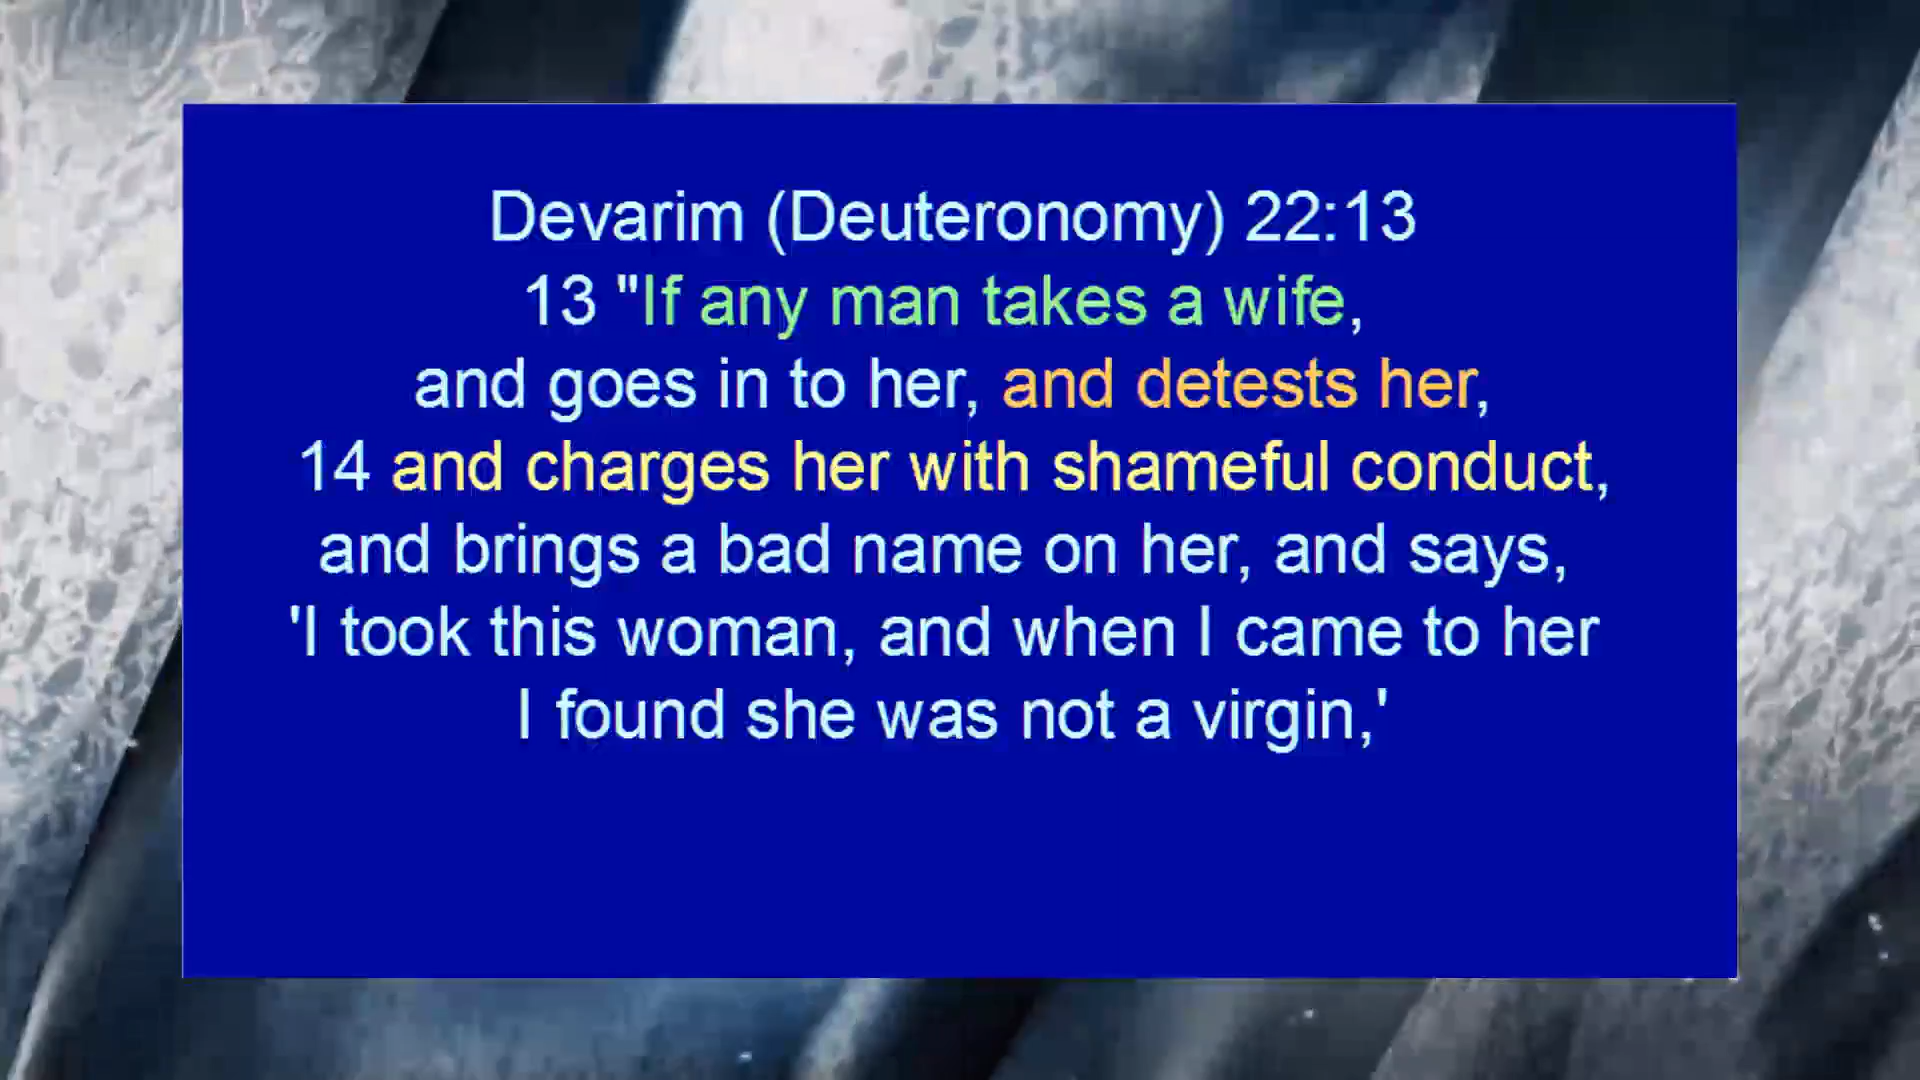 Devarim (Deuteronomy) 22:13
13 "If any man takes a wife,
and goes in to her, and detests her,
14 and charges her with shameful conduct,
and brings a bad name on her, and says,
'I took this woman, and when I came to her
I found she was not a virgin,'